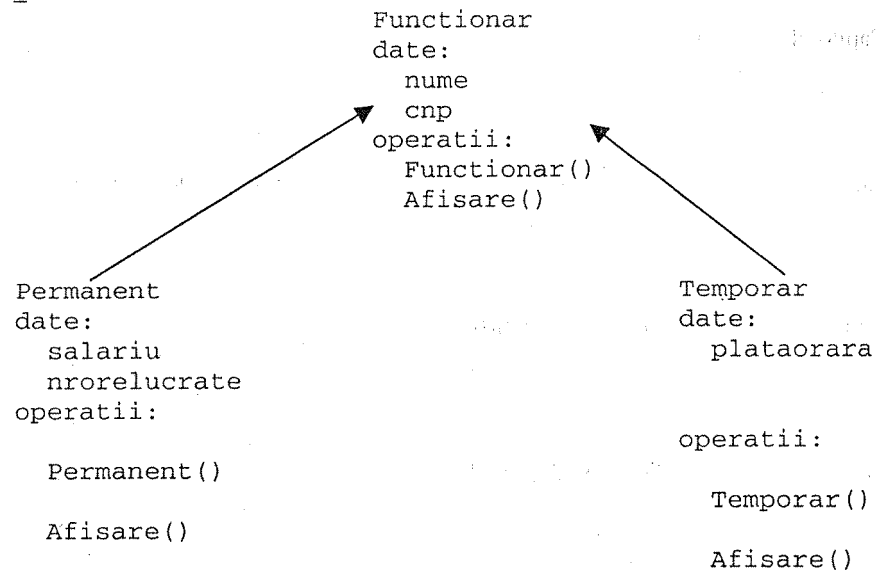 Functionar
date:
nume
cnp
operatii:
Functionar()
Afisare()
Permanent
date:
salariu
nrorelucrate
operatii:
Permanent()
Afisare()
Temporar
date:
plataorara
operatii:
Temporar()
Afisare()